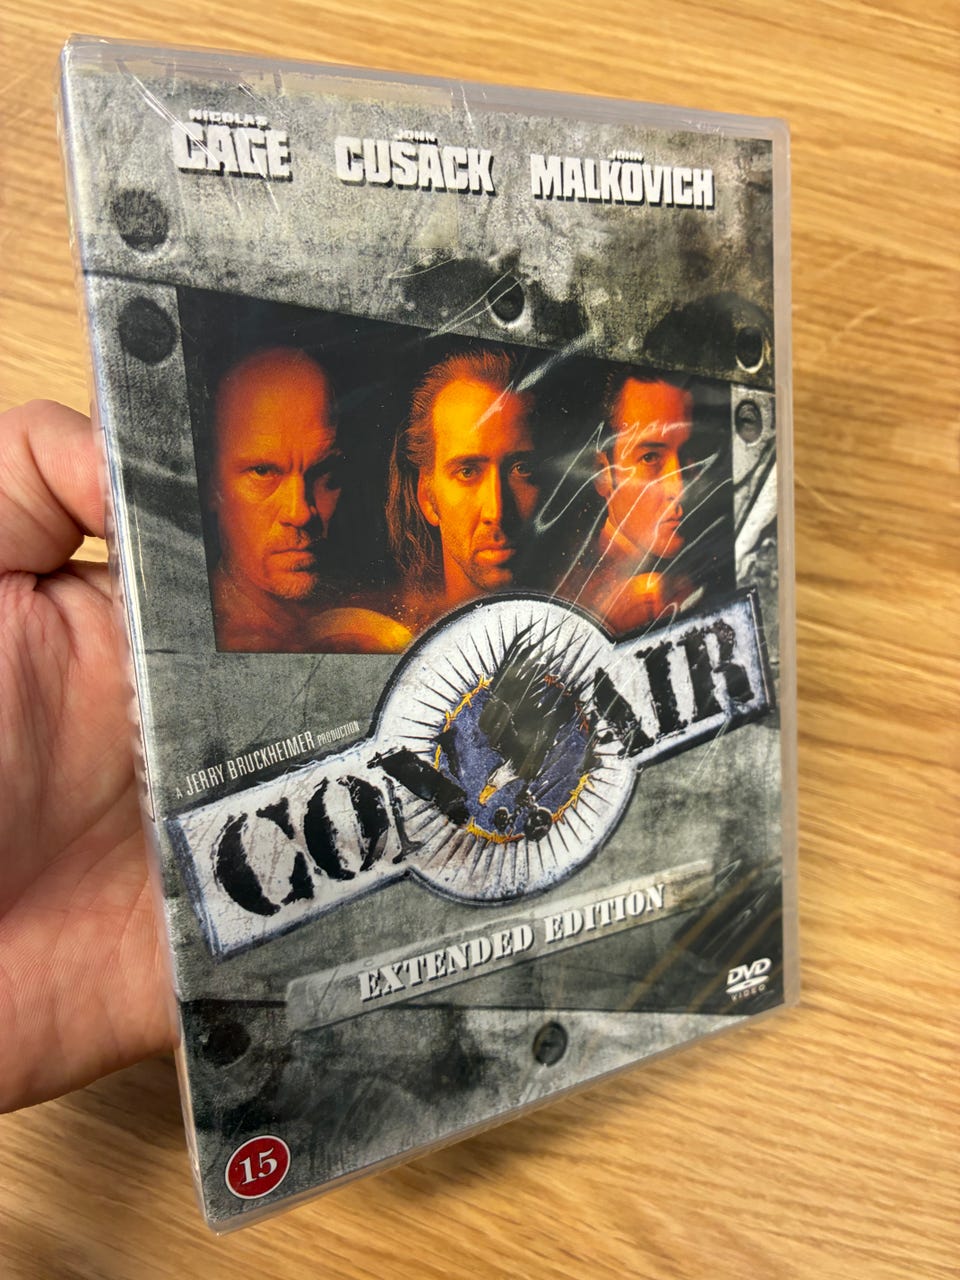 NICOLAS CAGE
JOHN CUSACK
JOHN MALKOVICH
A JERRY BRUCKHEIMER PRODUCTION
CON AIR
EXTENDED EDITION
DVD
VIDEO
15